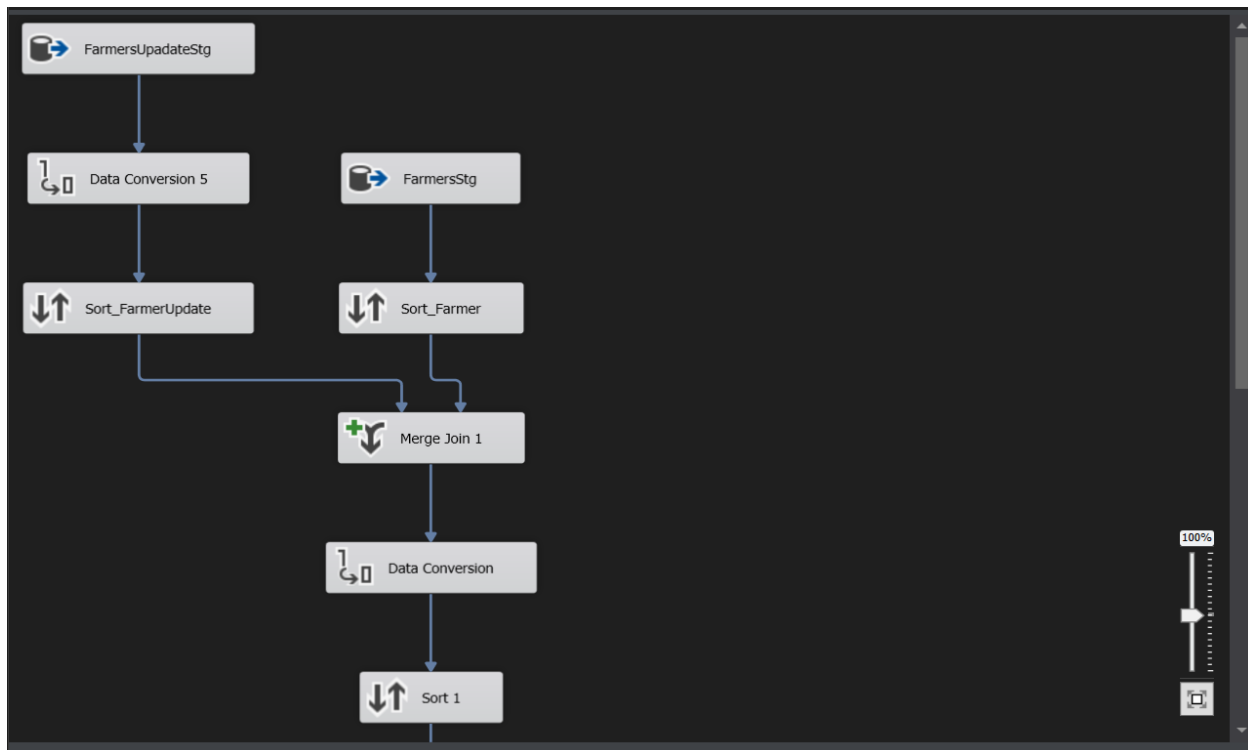 FarmersUpadateStg
Data Conversion 5
FarmersStg
Sort_FarmerUpdate
Sort_Farmer
Merge Join 1
100%
Data Conversion
Sort 1